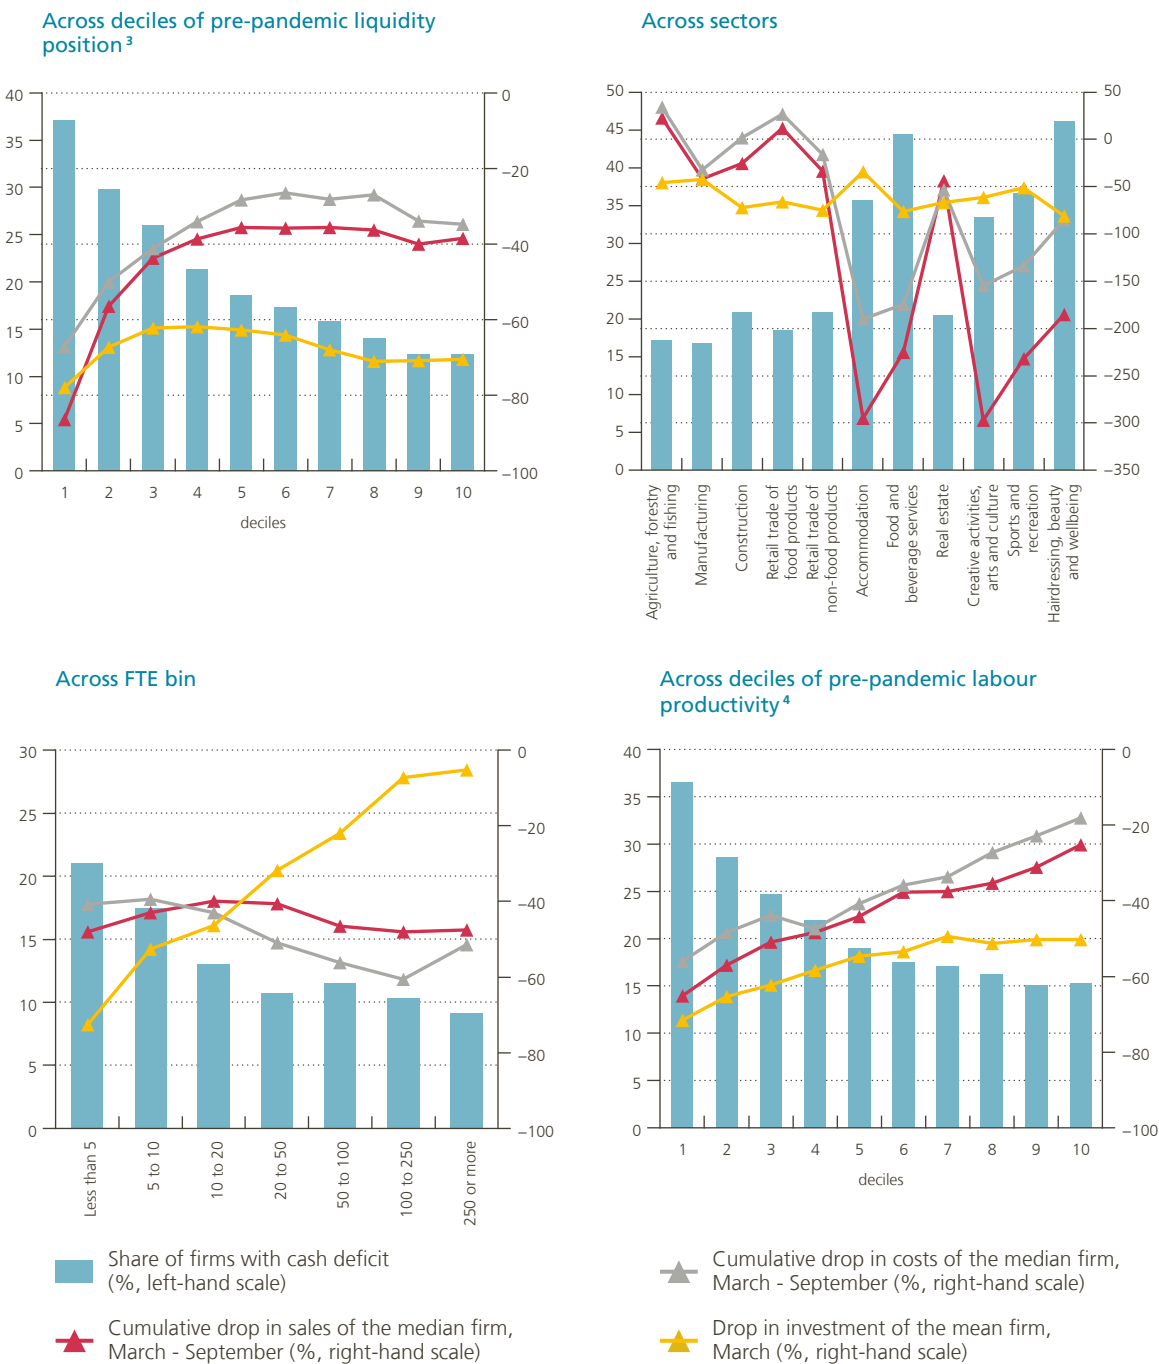 Across deciles of pre-pandemic liquidity
position 3
40
35
30
25
20
15
10
5
0
0
–20
–40
–60
–80
–100
1 2 3 4 5 6 7 8 9 10
deciles
Across sectors
50
45
40
35
30
25
20
15
10
5
0
50
0
–50
–100
–150
–200
–250
–300
–350
Agriculture, forestry
and fishing
Manufacturing
Construction
Retail trade of
food products
Retail trade of
non-food products
Accommodation
Food and
beverage services
Real estate
Creative activities,
arts and culture
Sports and
recreation
Hairdressing, beauty
and wellbeing
Across FTE bin
30
25
20
15
10
5
0
0
–20
–40
–60
–80
–100
Less than 5
5 to 10
10 to 20
20 to 50
50 to 100
100 to 250
250 or more
Across deciles of pre-pandemic labour
productivity 4
40
35
30
25
20
15
10
5
0
0
–20
–40
–60
–80
–100
1 2 3 4 5 6 7 8 9 10
deciles
Share of firms with cash deficit
(%, left-hand scale)
Cumulative drop in sales of the median firm,
March - September (%, right-hand scale)
Cumulative drop in costs of the median firm,
March - September (%, right-hand scale)
Drop in investment of the mean firm,
March (%, right-hand scale)